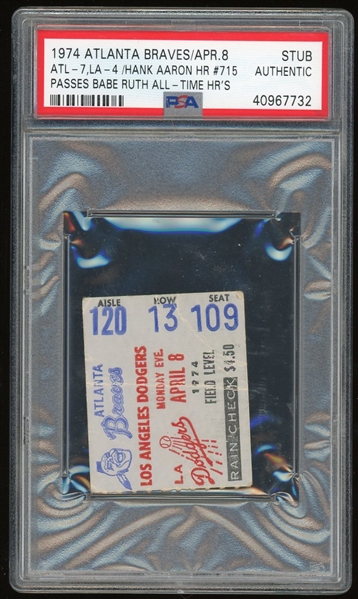 1974 ATLANTA BRAVES/APR.8 STUB
ATL-7,LA-4/HANK AARON HR #715 AUTHENTIC
PASSES BABE RUTH ALL-TIME HR'S
PSA 40967732
AISLE ROW SEAT
120 13 109
ATLANTA
Braves
LOS ANGELES DODGERS
MONDAY EVE.
APRIL 8
1974
FIELD LEVEL
RAIN CHECK $4.50
LA
Dodgers